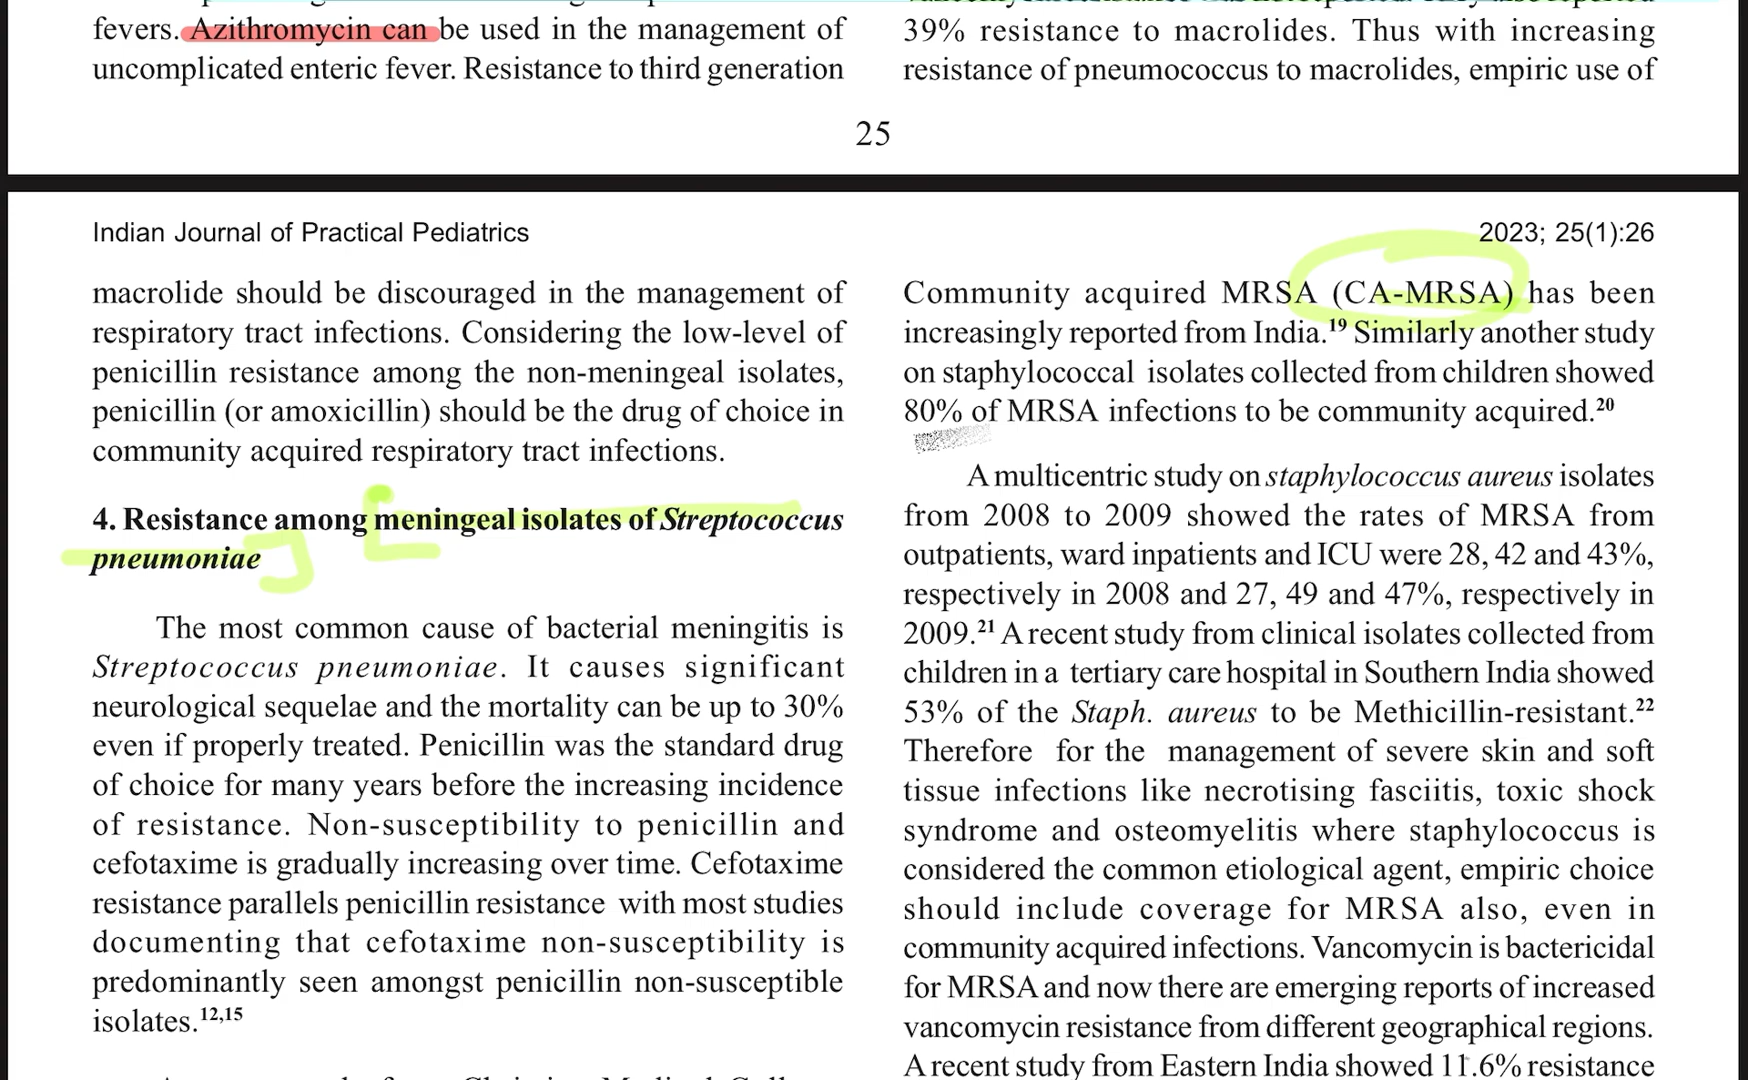 fevers. Azithromycin can be used in the management of
uncomplicated enteric fever. Resistance to third generation
39% resistance to macrolides. Thus with increasing
resistance of pneumococcus to macrolides, empiric use of
25
Indian Journal of Practical Pediatrics
2023; 25(1):26
macrolide should be discouraged in the management of
respiratory tract infections. Considering the low-level of
penicillin resistance among the non-meningeal isolates,
penicillin (or amoxicillin) should be the drug of choice in
community acquired respiratory tract infections.
4. Resistance among meningeal isolates of Streptococcus
pneumoniae
The most common cause of bacterial meningitis is
Streptococcus pneumoniae. It causes significant
neurological sequelae and the mortality can be up to 30%
even if properly treated. Penicillin was the standard drug
of choice for many years before the increasing incidence
of resistance. Non-susceptibility to penicillin and
cefotaxime is gradually increasing over time. Cefotaxime
resistance parallels penicillin resistance with most studies
documenting that cefotaxime non-susceptibility is
predominantly seen amongst penicillin non-susceptible
isolates.12,15
Community acquired MRSA (CA-MRSA) has been
increasingly reported from India.19 Similarly another study
on staphylococcal isolates collected from children showed
80% of MRSA infections to be community acquired.20
A multicentric study on staphylococcus aureus isolates
from 2008 to 2009 showed the rates of MRSA from
outpatients, ward inpatients and ICU were 28, 42 and 43%,
respectively in 2008 and 27, 49 and 47%, respectively in
2009.21 A recent study from clinical isolates collected from
children in a tertiary care hospital in Southern India showed
53% of the Staph. aureus to be Methicillin-resistant.22
Therefore for the management of severe skin and soft
tissue infections like necrotising fasciitis, toxic shock
syndrome and osteomyelitis where staphylococcus is
considered the common etiological agent, empiric choice
should include coverage for MRSA also, even in
community acquired infections. Vancomycin is bactericidal
for MRSA and now there are emerging reports of increased
vancomycin resistance from different geographical regions.
A recent study from Eastern India showed 11.6% resistance